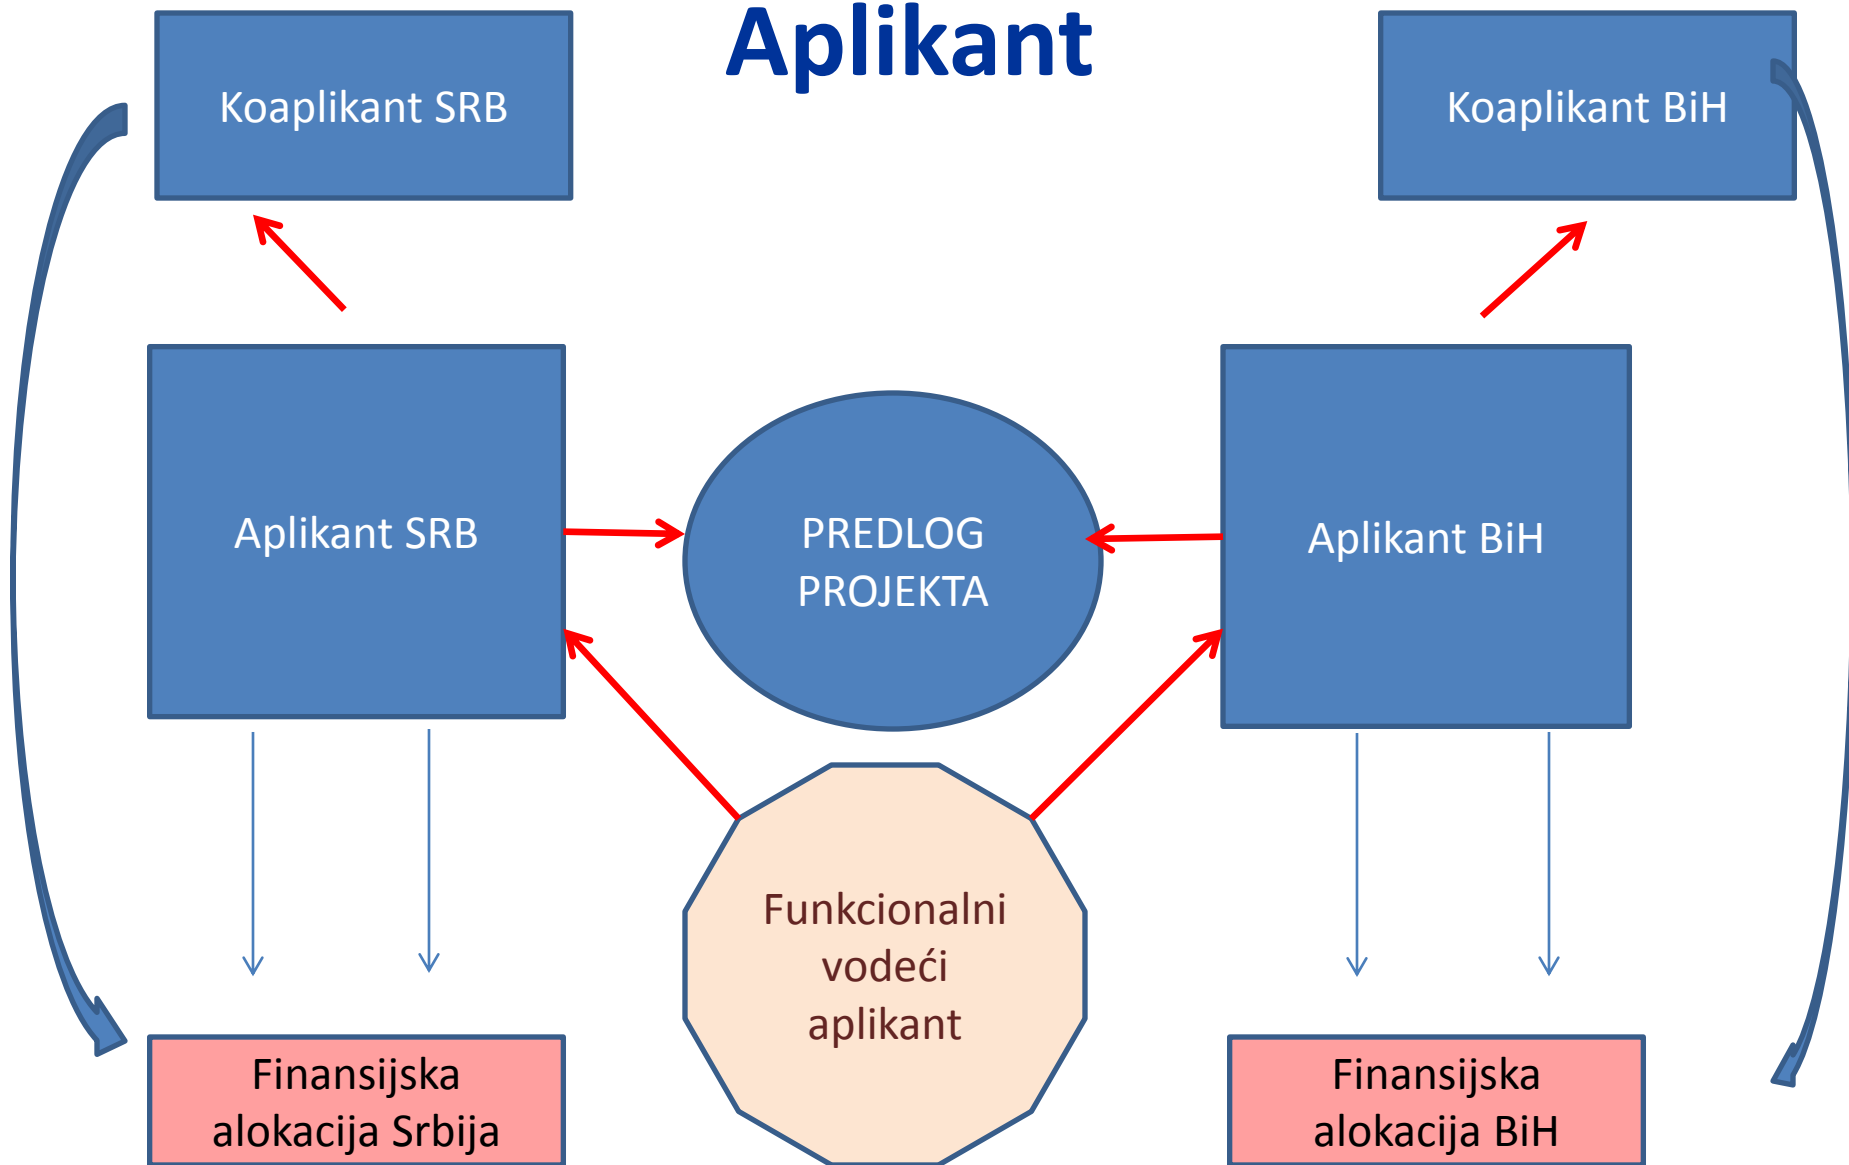 Aplikant
Koaplikant SRB
Koaplikant BiH
Aplikant SRB
PREDLOG
PROJEKTA
Aplikant BiH
Funkcionalni
vodeći
aplikant
Finansijska
alokacija Srbija
Finansijska
alokacija BiH